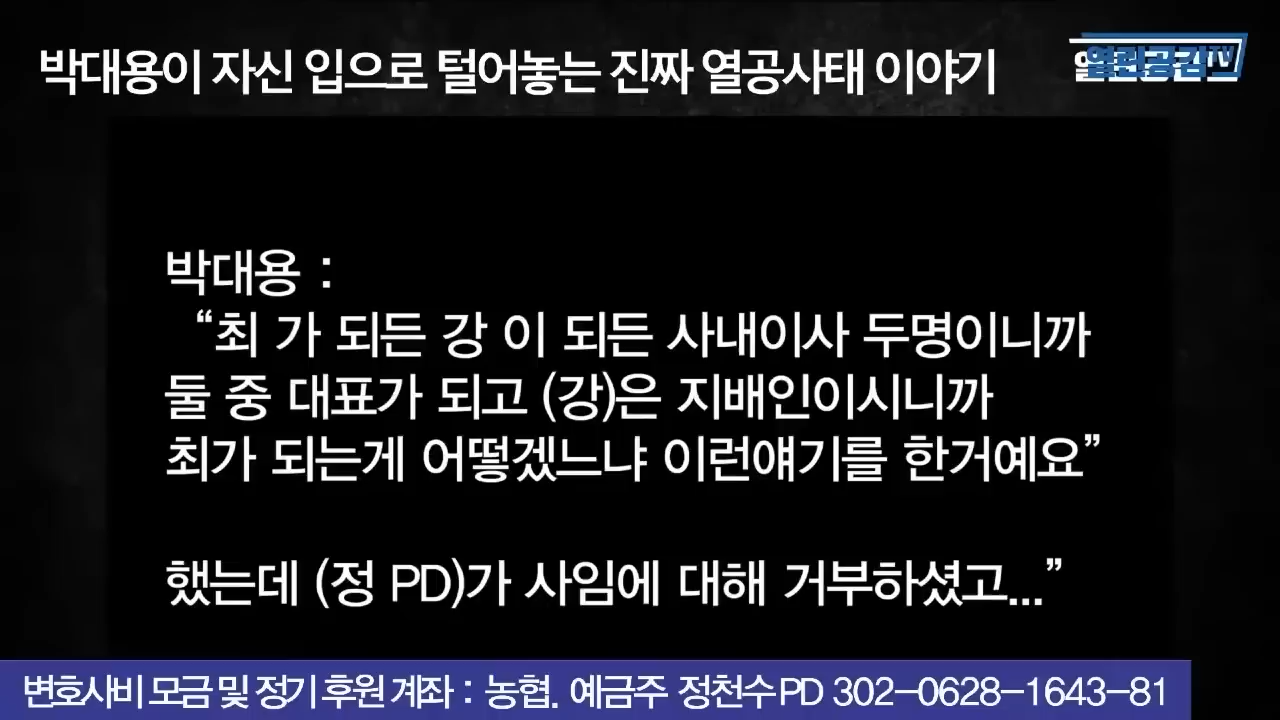 박대용이 자신 입으로 털어놓는 진짜 열공사태 이야기
열린공감TV
박대용 :
“최 가 되든 강 이 되든 사내이사 두명이니까
둘 중 대표가 되고 (강)은 지배인이시니까
최가 되는게 어떻겠느냐 이런얘기를 한거예요”
했는데 (정 PD)가 사임에 대해 거부하셨고...”
변호사비 모금 및 정기 후원 계좌 : 농협. 예금주 정천수PD 302-0628-1643-81